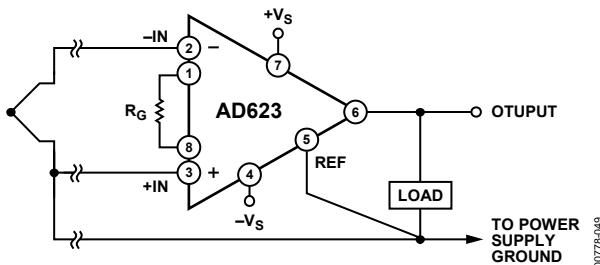 +VS
–IN
2
–
7
1
RG
AD623
6
OTUPUT
5
8
REF
3
+
4
+IN
LOAD
–VS
TO POWER
SUPPLY
GROUND
00778-049